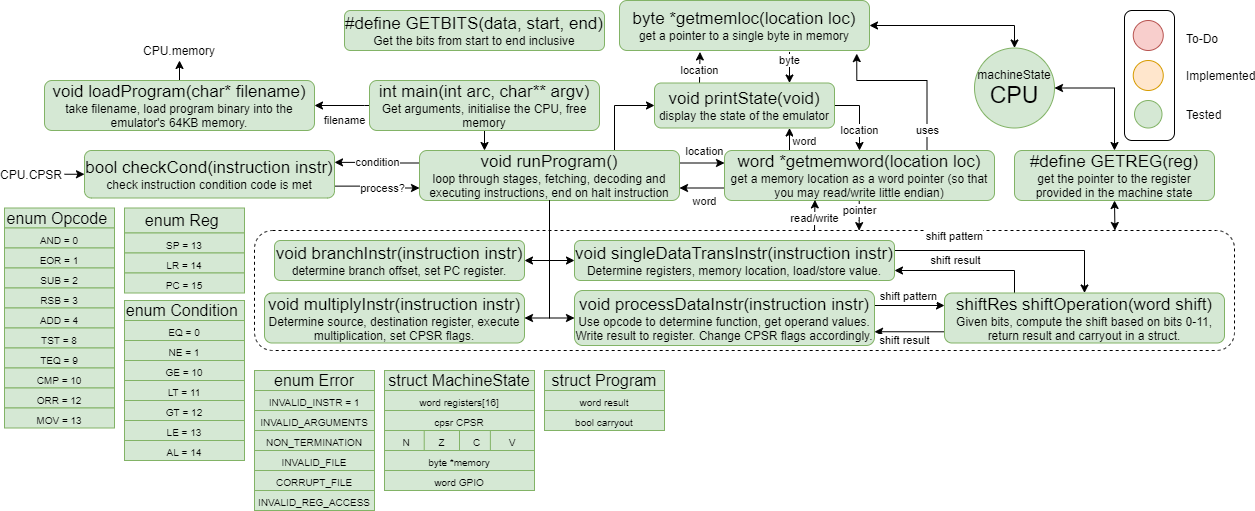 #define GETBITS(data, start, end)
Get the bits from start to end inclusive
byte *getmemloc(location loc)
get a pointer to a single byte in memory
To-Do
Implemented
Tested
machineState
CPU
CPU.memory
location
byte
void loadProgram(char* filename)
take filename, load program binary into the
emulator's 64KB memory.
filename
int main(int arc, char** argv)
Get arguments, initialise the CPU, free
memory
void printState(void)
display the state of the emulator
word
location
uses
CPU.CPSR
bool checkCond(instruction instr)
check instruction condition code is met
condition
process?
void runProgram()
loop through stages, fetching, decoding and
executing instructions, end on halt instruction
location
word
word *getmemword(location loc)
get a memory location as a word pointer (so that
you may read/write little endian)
#define GETREG(reg)
get the pointer to the register
provided in the machine state
read/write
pointer
enum Opcode
AND = 0
EOR = 1
SUB = 2
RSB = 3
ADD = 4
TST = 8
TEQ = 9
CMP = 10
ORR = 12
MOV = 13
enum Reg
SP = 13
LR = 14
PC = 15
enum Condition
EQ = 0
NE = 1
GE = 10
LT = 11
GT = 12
LE = 13
AL = 14
void branchInstr(instruction instr)
determine branch offset, set PC register.
void singleDataTransInstr(instruction instr)
Determine registers, memory location, load/store value.
shift pattern
shift result
void multiplyInstr(instruction instr)
Determine source, destination register, execute
multiplication, set CPSR flags.
void processDataInstr(instruction instr)
Use opcode to determine function, get operand values.
Write result to register. Change CPSR flags accordingly.
shift pattern
shift result
shiftRes shiftOperation(word shift)
Given bits, compute the shift based on bits 0-11,
return result and carryout in a struct.
enum Error
INVALID_INSTR = 1
INVALID_ARGUMENTS
NON_TERMINATION
INVALID_FILE
CORRUPT_FILE
INVALID_REG_ACCESS
struct MachineState
word registers[16]
cpsr CPSR
N Z C V
byte *memory
word GPIO
struct Program
word result
bool carryout